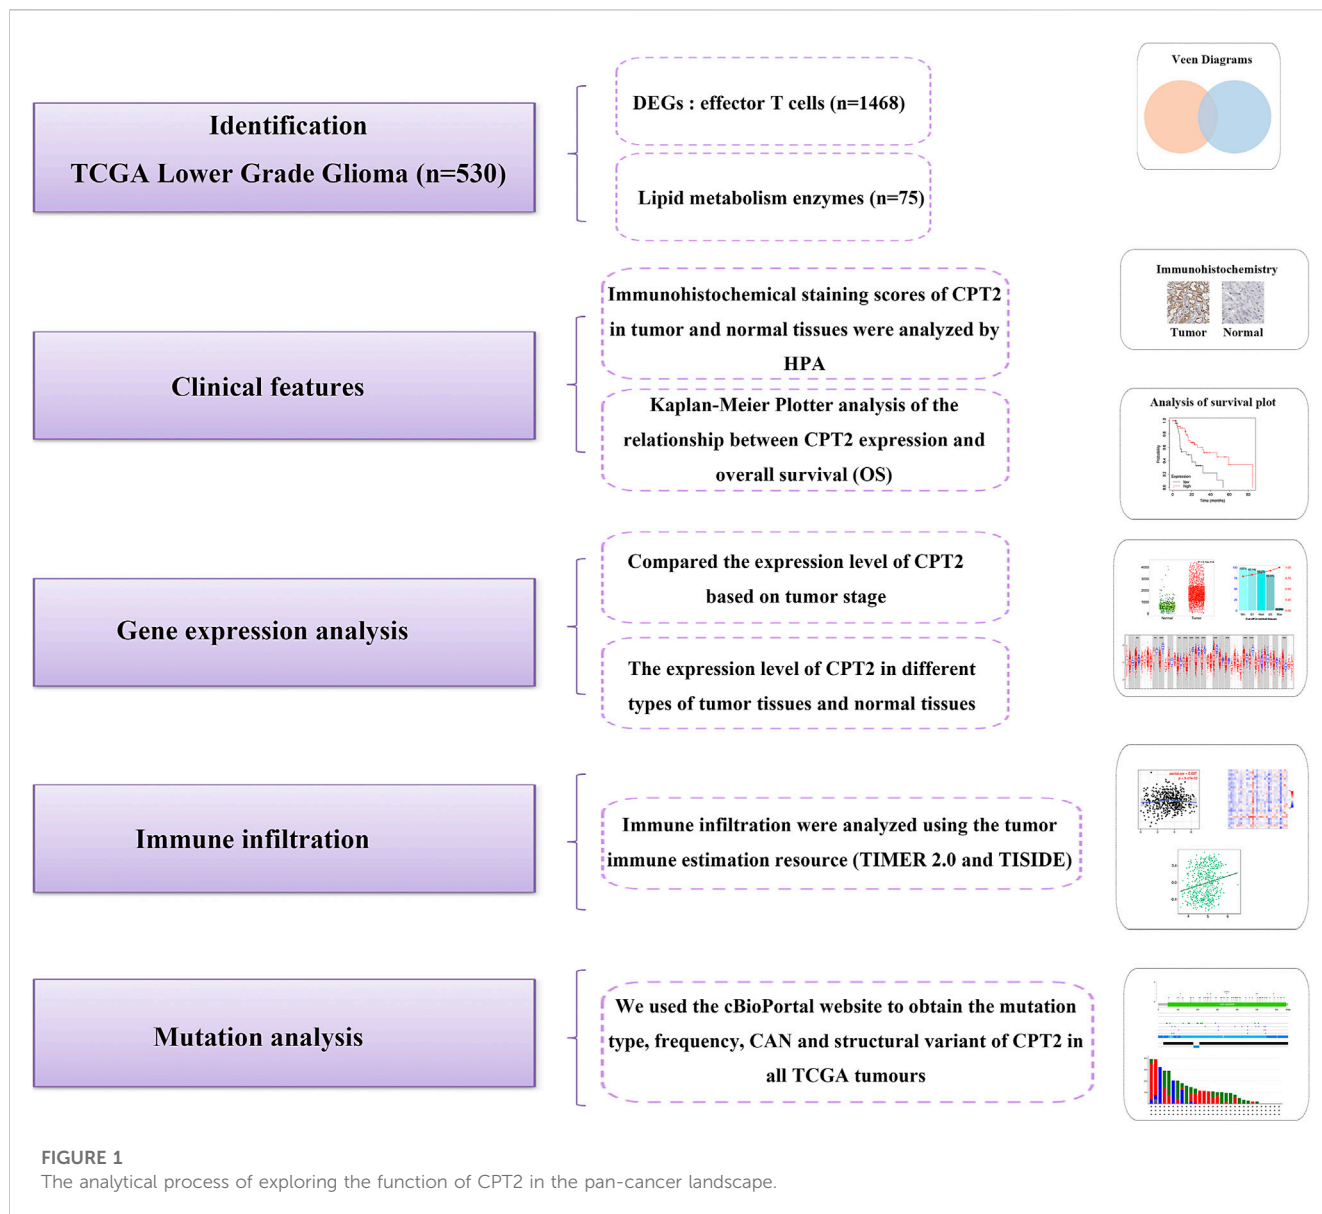 Identification
TCGA Lower Grade Glioma (n=530)
DEGs : effector T cells (n=1468)
Lipid metabolism enzymes (n=75)
Veen Diagrams
Clinical features
Immunohistochemical staining scores of CPT2
in tumor and normal tissues were analyzed by
HPA
Kaplan-Meier Plotter analysis of the
relationship between CPT2 expression and
overall survival (OS)
Immunohistochemistry
Tumor Normal
Analysis of survival plot
Probability
Expression
low
high
Time (months)
Gene expression analysis
Compared the expression level of CPT2
based on tumor stage
The expression level of CPT2 in different
types of tumor tissues and normal tissues
Normal Tumor
Immune infiltration
Immune infiltration were analyzed using the tumor
immune estimation resource (TIMER 2.0 and TISIDE)
Mutation analysis
We used the cBioPortal website to obtain the mutation
type, frequency, CAN and structural variant of CPT2 in
all TCGA tumours
FIGURE 1
The analytical process of exploring the function of CPT2 in the pan-cancer landscape.